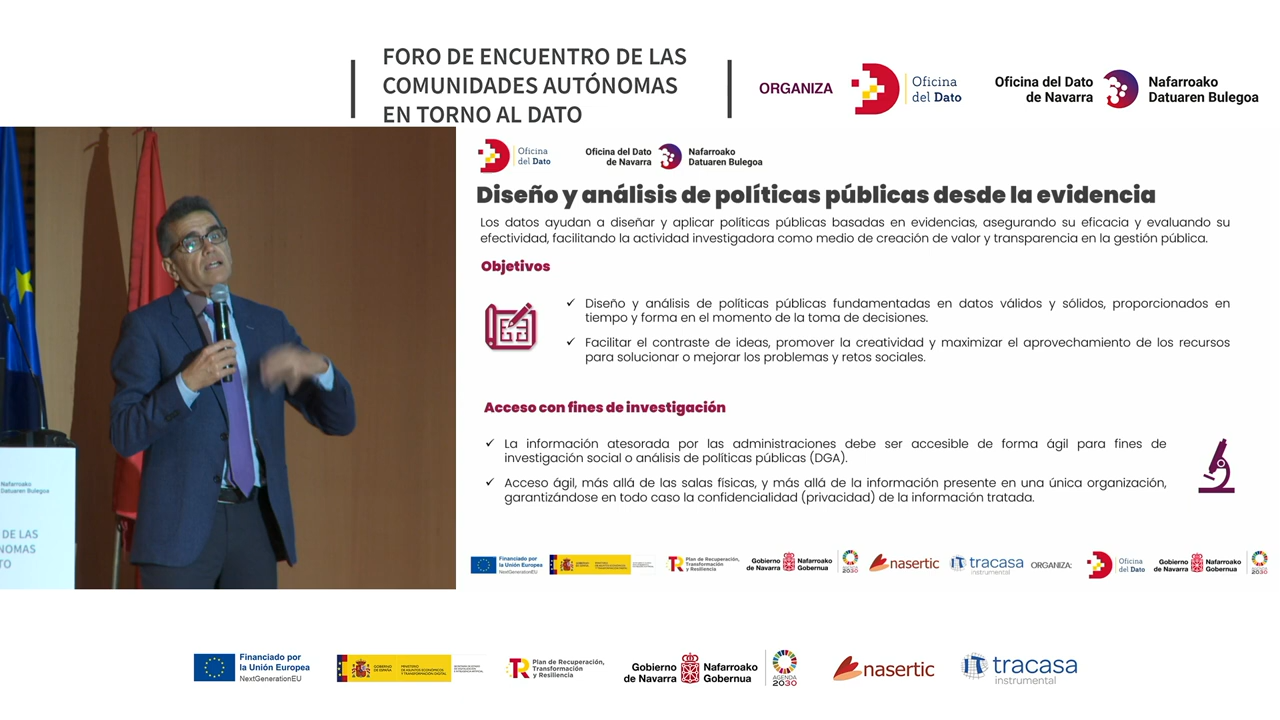 FORO DE ENCUENTRO DE LAS
COMUNIDADES AUTÓNOMAS
EN TORNO AL DATO
ORGANIZA
Oficina
del Dato
Oficina del Dato
de Navarra
Nafarroako
Datuaren Bulegoa
Oficina
del Dato
Oficina del Dato
de Navarra
Nafarroako
Datuaren Bulegoa
Diseño y análisis de políticas públicas desde la evidencia
Los datos ayudan a diseñar y aplicar políticas públicas basadas en evidencias, asegurando su eficacia y evaluando su
efectividad, facilitando la actividad investigadora como medio de creación de valor y transparencia en la gestión pública.
Objetivos
✓ Diseño y análisis de políticas públicas fundamentadas en datos válidos y sólidos, proporcionados en
tiempo y forma en el momento de la toma de decisiones.
✓ Facilitar el contraste de ideas, promover la creatividad y maximizar el aprovechamiento de los recursos
para solucionar o mejorar los problemas y retos sociales.
Acceso con fines de investigación
✓ La información atesorada por las administraciones debe ser accesible de forma ágil para fines de
investigación social o análisis de políticas públicas (DGA).
✓ Acceso ágil, más allá de las salas físicas, y más allá de la información presente en una única organización,
garantizándose en todo caso la confidencialidad (privacidad) de la información tratada.
Nafarroako
Datuaren Bulegoa
DE LAS
NOMAS
TO
Financiado por
la Unión Europea
NextGenerationEU
Plan de Recuperación,
Transformación
y Resiliencia
Gobierno
de Navarra
Nafarroako
Gobernua
AGENDA
2030
nasertic
tracasa
instrumental
ORGANIZA:
Oficina
del Dato
Gobierno
de Navarra
Nafarroako
Gobernua
2030
Financiado por
la Unión Europea
NextGenerationEU
GOBIERNO
DE ESPAÑA
MINISTERIO
DE ASUNTOS ECONÓMICOS
Y TRANSFORMACIÓN DIGITAL
Plan de Recuperación,
Transformación
y Resiliencia
Gobierno
de Navarra
Nafarroako
Gobernua
AGENDA
2030
nasertic
tracasa
instrumental